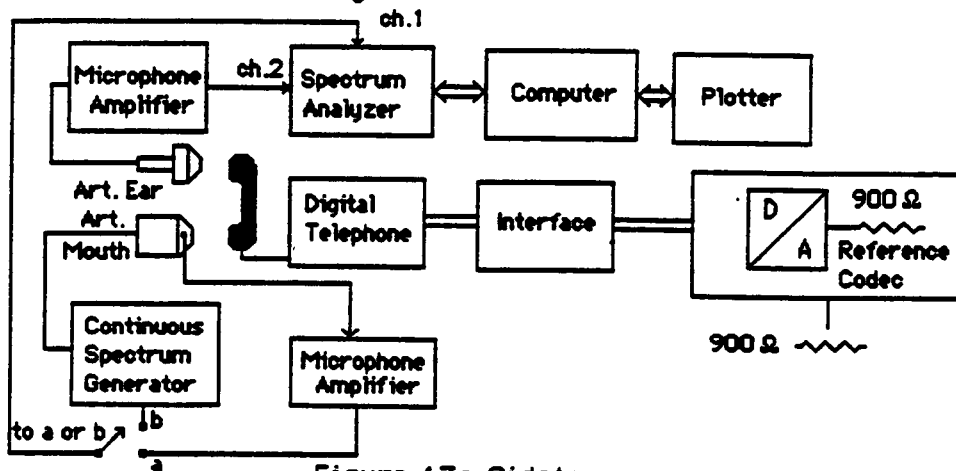 ch.1
Microphone
Amplifier
ch.2
Spectrum
Analyzer
Computer
Plotter
Art. Ear
Art.
Mouth
Digital
Telephone
Interface
D
A
900 Ω
Reference
Codec
900 Ω
Continuous
Spectrum
Generator
Microphone
Amplifier
to a or b
b
a